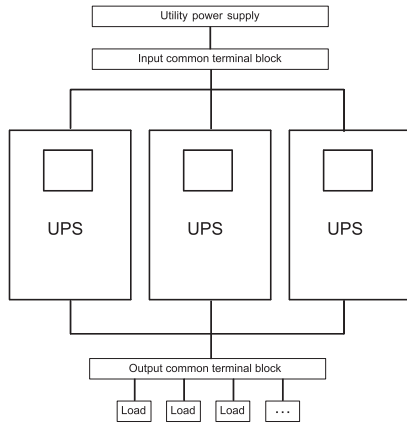 Utility power supply
Input common terminal block
UPS
UPS
UPS
Output common terminal block
Load
Load
Load
...